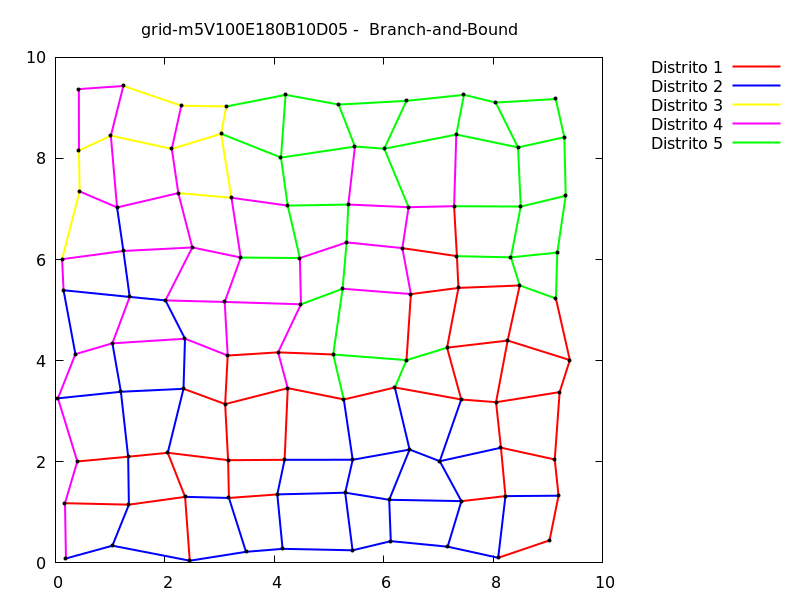 grid-m5V100E180B10D05 -  Branch-and-Bound
Distrito 1
Distrito 2
Distrito 3
Distrito 4
Distrito 5
10
8
6
4
2
0
0 2 4 6 8 10